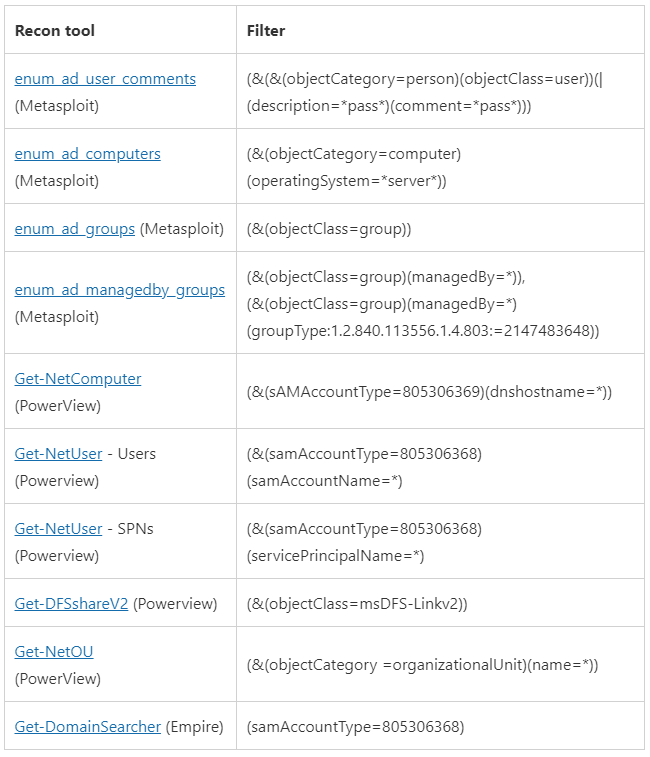 Recon tool
Filter
enum_ad_user_comments
(Metasploit)
(&(&(objectCategory=person)(objectClass=user))(|
(description=*pass*)(comment=*pass*)))
enum_ad_computers
(Metasploit)
(&(objectCategory=computer)
(operatingSystem=*server*))
enum_ad_groups (Metasploit)
(&(objectClass=group))
enum_ad_managedby_groups
(Metasploit)
(&(objectClass=group)(managedBy=*)),
(&(objectClass=group)(managedBy=*)
(groupType:1.2.840.113556.1.4.803:=2147483648))
Get-NetComputer
(PowerView)
(&(sAMAccountType=805306369)(dnshostname=*))
Get-NetUser - Users
(Powerview)
(&(samAccountType=805306368)
(samAccountName=*)
Get-NetUser - SPNs
(Powerview)
(&(samAccountType=805306368)
(servicePrincipalName=*)
Get-DFSshareV2 (Powerview)
(&(objectClass=msDFS-Linkv2))
Get-NetOU
(PowerView)
(&(objectCategory =organizationalUnit)(name=*))
Get-DomainSearcher (Empire)
(samAccountType=805306368)